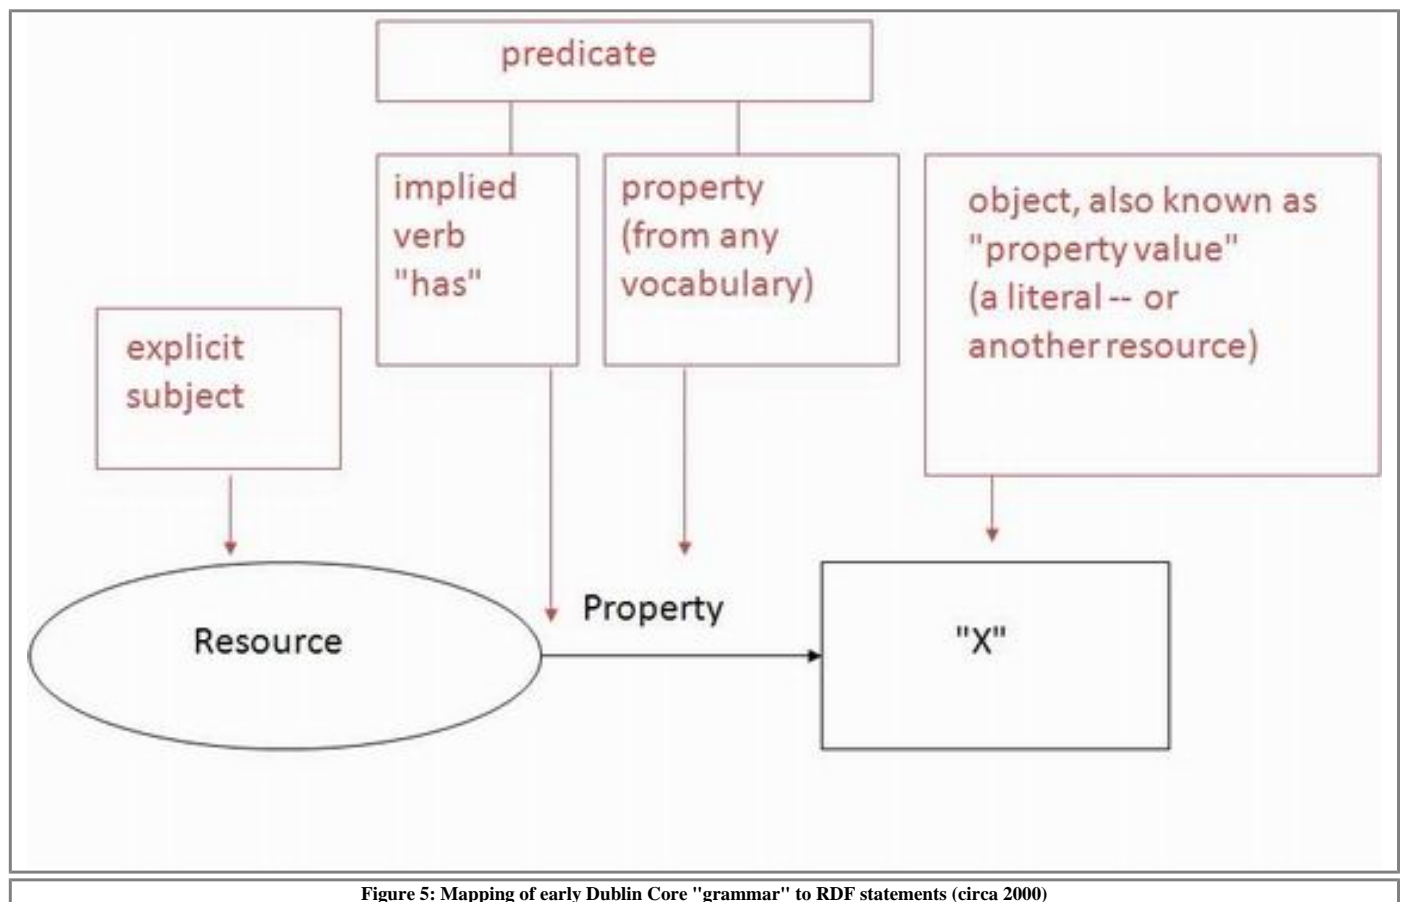 predicate
implied
verb
"has"
property
(from any
vocabulary)
object, also known as
"property value"
(a literal -- or
another resource)
explicit
subject
Resource
Property
"X"
Figure 5: Mapping of early Dublin Core "grammar" to RDF statements (circa 2000)